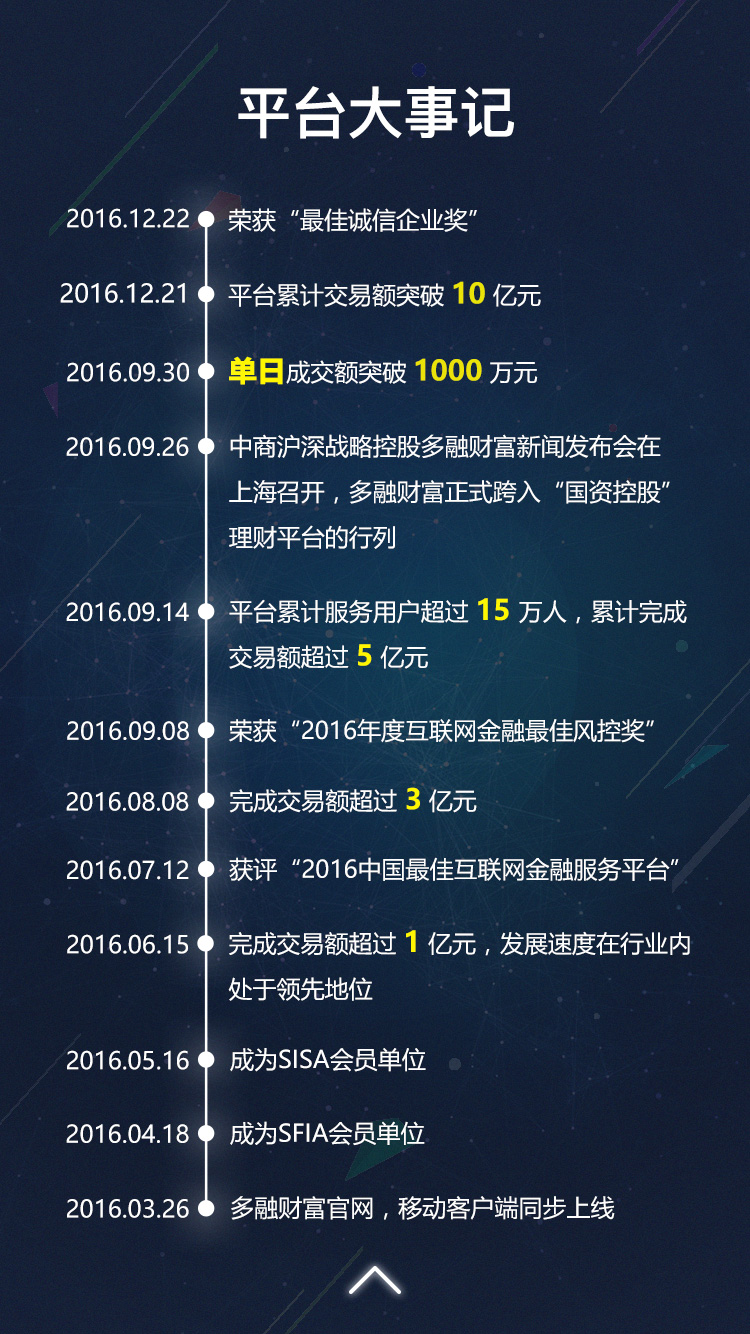 平台大事记
2016.12.22 荣获“最佳诚信企业奖”
2016.12.21 平台累计交易额突破 10 亿元
2016.09.30 单日成交额突破 1000 万元
2016.09.26 中商沪深战略控股多融财富新闻发布会在
上海召开，多融财富正式跨入“国资控股”
理财平台的行列
2016.09.14 平台累计服务用户超过 15 万人，累计完成
交易额超过 5 亿元
2016.09.08 荣获“2016年度互联网金融最佳风控奖”
2016.08.08 完成交易额超过 3 亿元
2016.07.12 获评“2016中国最佳互联网金融服务平台”
2016.06.15 完成交易额超过 1 亿元，发展速度在行业内
处于领先地位
2016.05.16 成为SISA会员单位
2016.04.18 成为SFIA会员单位
2016.03.26 多融财富官网，移动客户端同步上线